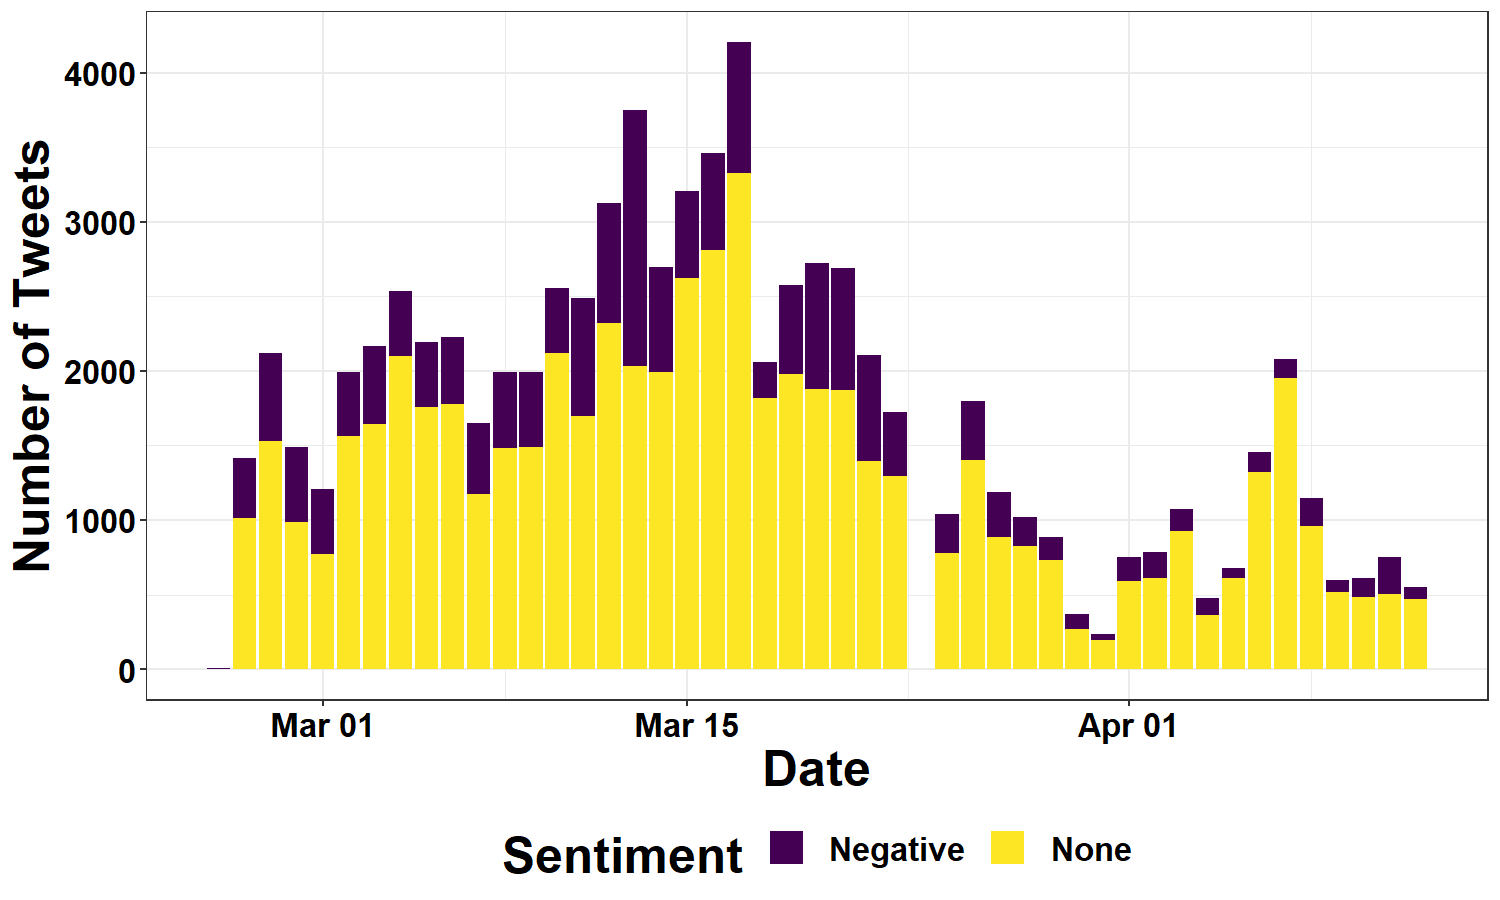 Number of Tweets
4000
3000
2000
1000
0
Mar 01 Mar 15 Apr 01
Date
Sentiment Negative None